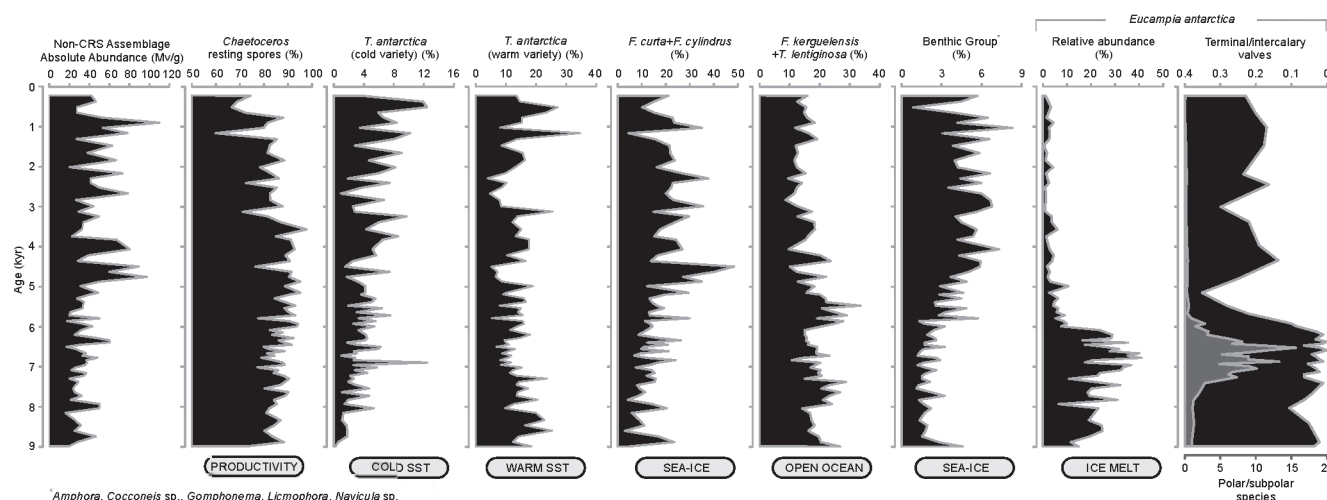 Eucampia antarctica
Non-CRS Assemblage
Absolute Abundance (Mv/g)
Chaetoceros
resting spores (%)
T. antarctica
(cold variety) (%)
T. antarctica
(warm variety) (%)
F. curta+F. cylindrus
(%)
F. kerguelensis
+T. lentiginosa (%)
Benthic Group*
(%)
Relative abundance
(%)
Terminal/intercalary
valves
0 20 40 60 80 100 120
50 60 70 80 90 100
0 4 8 12 16
0 10 20 30 40
0 10 20 30 40 50
0 10 20 30 40
0 3 6 9
0 10 20 30 40 50
0.4 0.3 0.2 0.1 0
Age (kyr)
0
1
2
3
4
5
6
7
8
9
PRODUCTIVITY
COLD SST
WARM SST
SEA-ICE
OPEN OCEAN
SEA-ICE
ICE MELT
0 5 10 15 2
Polar/subpolar
species
*Amphora, Cocconeis sp., Gomphonema, Licmophora, Navicula sp.